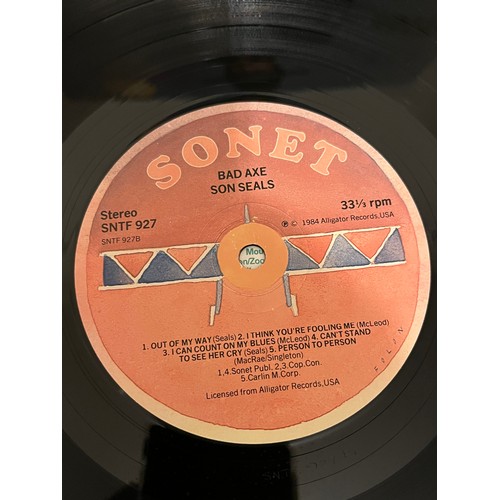 SONET
BAD AXE
SON SEALS
Stereo
SNTF 927
SNTF 927B
33⅓ rpm
℗ © 1984 Alligator Records, USA
Mou
en/Zoo
1. OUT OF MY WAY (Seals) 2. I THINK YOU'RE FOOLING ME (McLeod)
3. I CAN COUNT ON MY BLUES (McLeod) 4. CAN'T STAND
TO SEE HER CRY (Seals) 5. PERSON TO PERSON
(MacRae/Singleton)
1,4. Sonet Publ. 2,3. Cop. Con.
5. Carlin M. Corp.
Licensed from Alligator Records, USA